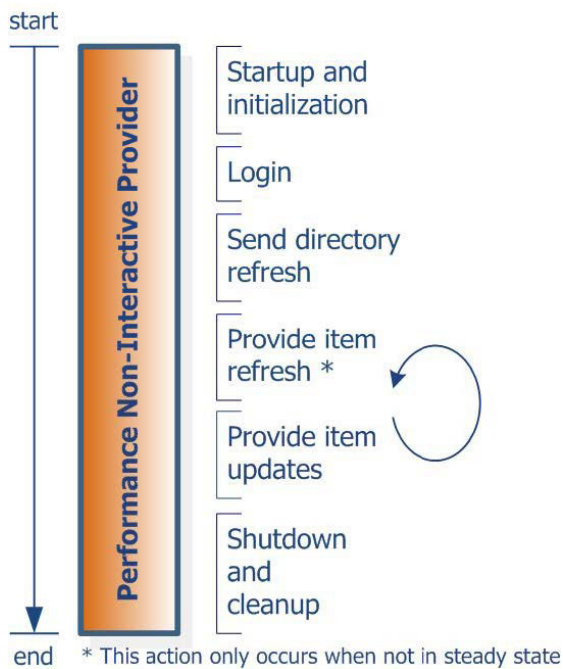 start
Performance Non-Interactive Provider
Startup and
initialization
Login
Send directory
refresh
Provide item
refresh *
Provide item
updates
Shutdown
and
cleanup
end
* This action only occurs when not in steady state